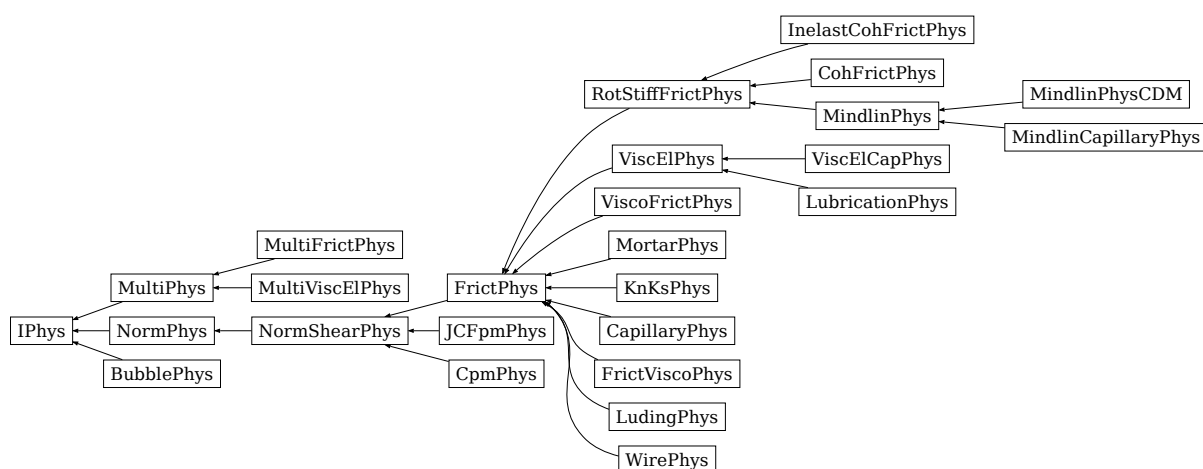 InelastCohFrictPhys
CohFrictPhys
RotStiffFrictPhys
MindlinPhysCDM
MindlinPhys
MindlinCapillaryPhys
ViscElPhys
ViscElCapPhys
ViscoFrictPhys
LubricationPhys
MultiFrictPhys
MortarPhys
MultiPhys
MultiViscElPhys
FrictPhys
KnKsPhys
IPhys
NormPhys
NormShearPhys
JCFpmPhys
CapillaryPhys
BubblePhys
CpmPhys
FrictViscoPhys
LudingPhys
WirePhys